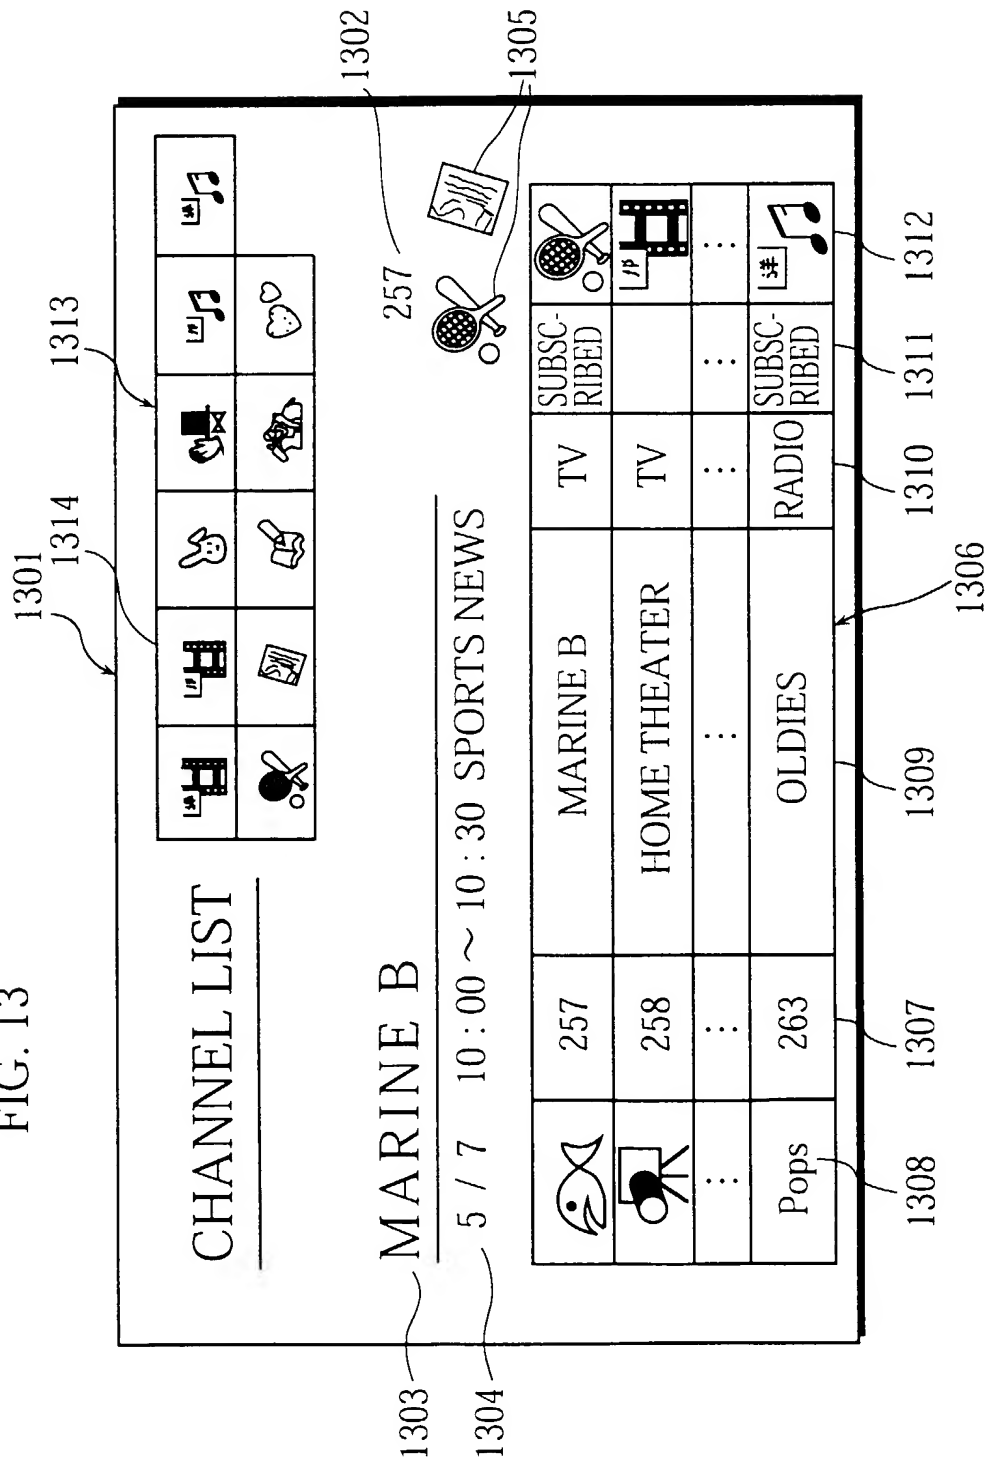 FIG. 13
1301
1314
1313
CHANNEL LIST
1302
1303
MARINE B
257
1304
5 / 7 10 : 00 ~ 10 : 30 SPORTS NEWS
1305
257 MARINE B TV SUBSC-
RIBED
258 HOME THEATER TV
⋮ ⋮ ⋮ ⋮ ⋮ ⋮
Pops 263 OLDIES RADIO SUBSC-
RIBED 洋
1308 1307 1309 1310 1311 1312
1306